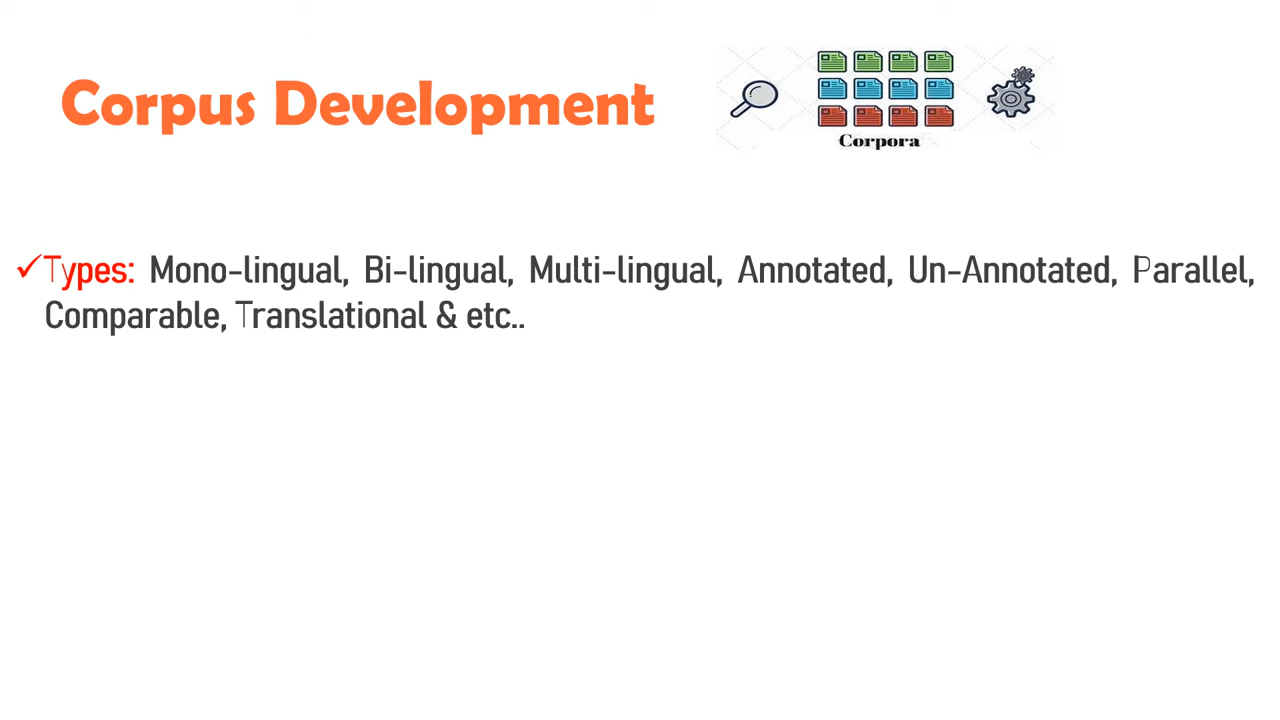 Corpus Development
Corpora
Types: Mono-lingual, Bi-lingual, Multi-lingual, Annotated, Un-Annotated, Parallel,
Comparable, Translational & etc..